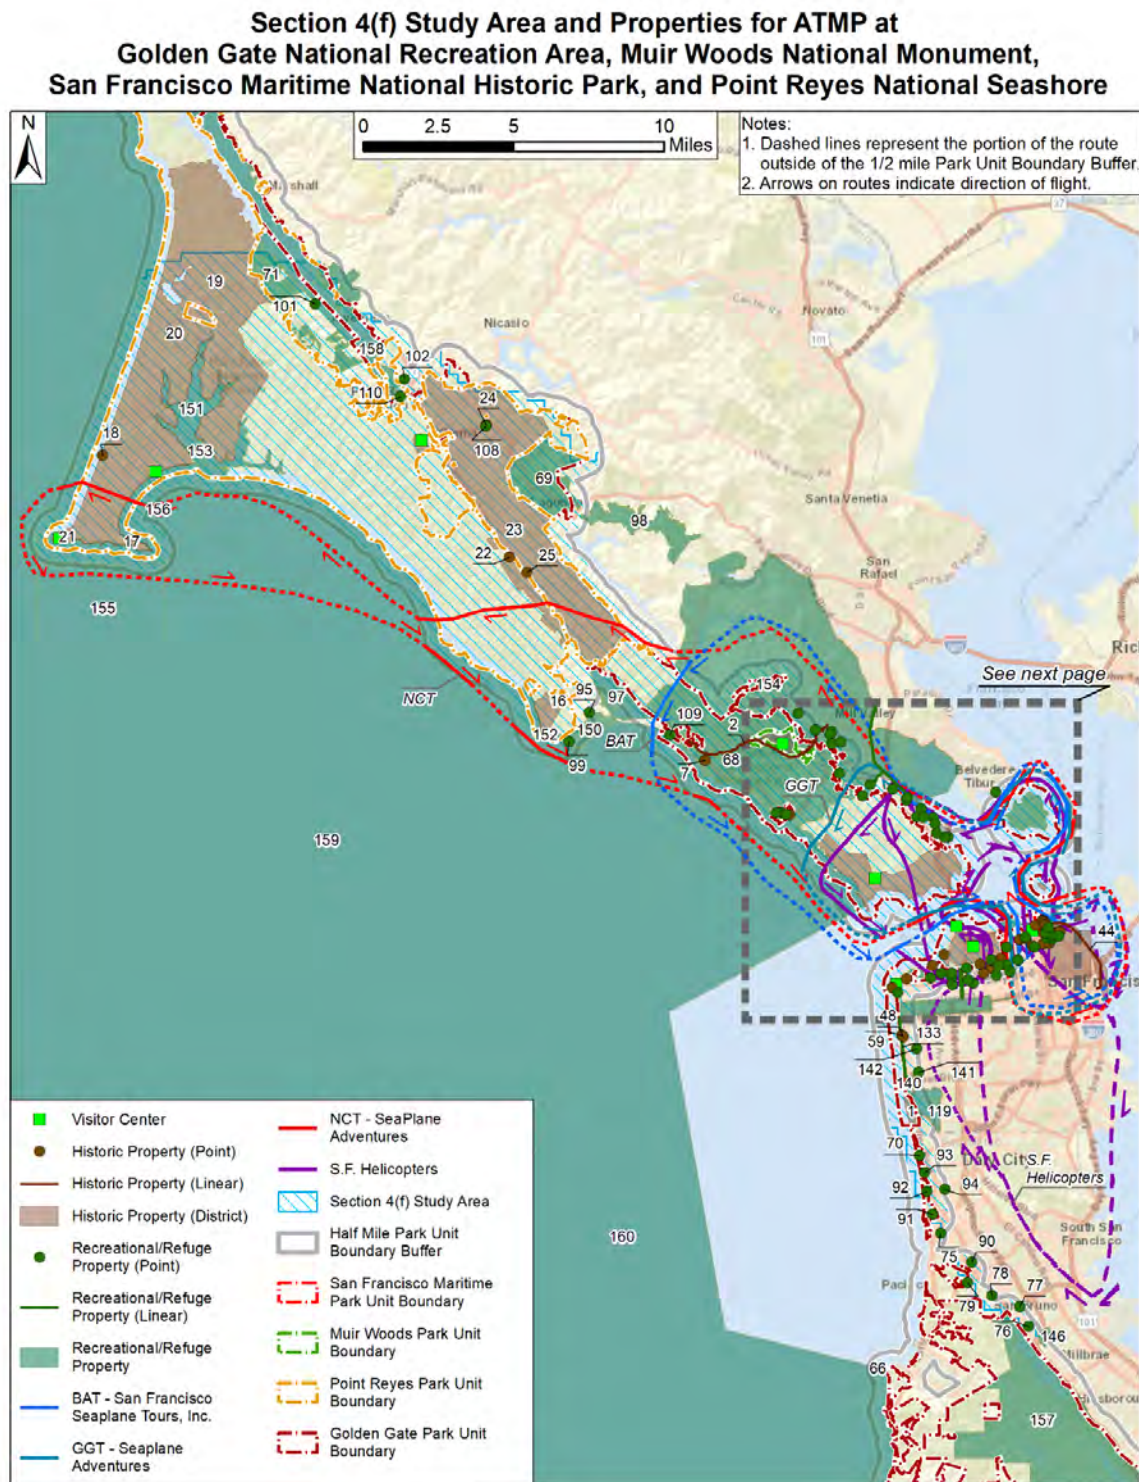 Section 4(f) Study Area and Properties for ATMP at
Golden Gate National Recreation Area, Muir Woods National Monument,
San Francisco Maritime National Historic Park, and Point Reyes National Seashore
N
0 2.5 5 10
Miles
Notes:
1. Dashed lines represent the portion of the route
outside of the 1/2 mile Park Unit Boundary Buffer.
2. Arrows on routes indicate direction of flight.
37
19
71
101
20
Nicasio
Novato
101
158
102
110
24
151
108
18
153
69
Santa Venetia
156
98
21
17
23
22
25
San
Rafael
155
See next page
NCT
16
95
97
154
109
2
152
150
BAT
7
68
99
GGT
Belvedere
Tibur
159
44
48
59
133
142
141
140
1
119
70
93
S.F.
Helicopters
92
94
91
160
South San
Francisco
90
75
78
77
79
76
146
101
Millbrae
66
157
Visitor Center
Historic Property (Point)
Historic Property (Linear)
Historic Property (District)
Recreational/Refuge
Property (Point)
Recreational/Refuge
Property (Linear)
Recreational/Refuge
Property
BAT - San Francisco
Seaplane Tours, Inc.
GGT - Seaplane
Adventures
NCT - SeaPlane
Adventures
S.F. Helicopters
Section 4(f) Study Area
Half Mile Park Unit
Boundary Buffer
San Francisco Maritime
Park Unit Boundary
Muir Woods Park Unit
Boundary
Point Reyes Park Unit
Boundary
Golden Gate Park Unit
Boundary